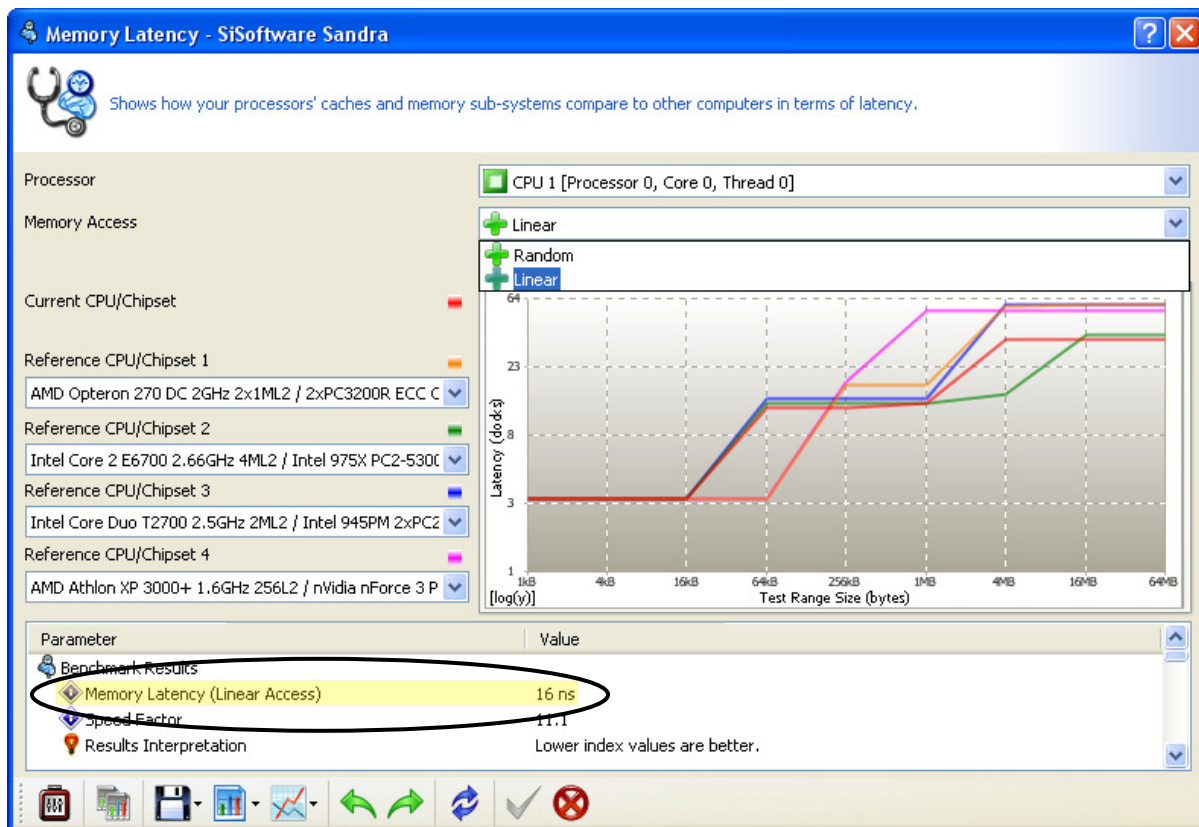 Memory Latency - SiSoftware Sandra
Shows how your processors' caches and memory sub-systems compare to other computers in terms of latency.
Processor
CPU 1 [Processor 0, Core 0, Thread 0]
Memory Access
Linear
Random
Linear
Current CPU/Chipset
Reference CPU/Chipset 1
AMD Opteron 270 DC 2GHz 2x1ML2 / 2xPC3200R ECC C
Reference CPU/Chipset 2
Intel Core 2 E6700 2.66GHz 4ML2 / Intel 975X PC2-530(
Reference CPU/Chipset 3
Intel Core Duo T2700 2.5GHz 2ML2 / Intel 945PM 2xPC2
Reference CPU/Chipset 4
AMD Athlon XP 3000+ 1.6GHz 256L2 / nVidia nForce 3 P
64
23
8
3
1
Latency (clocks)
1kB 4kB 16kB 64kB 256kB 1MB 4MB 16MB 64MB
[log(y)] Test Range Size (bytes)
Parameter Value
Benchmark Results
Memory Latency (Linear Access) 16 ns
Speed Factor 11.1
Results Interpretation Lower index values are better.